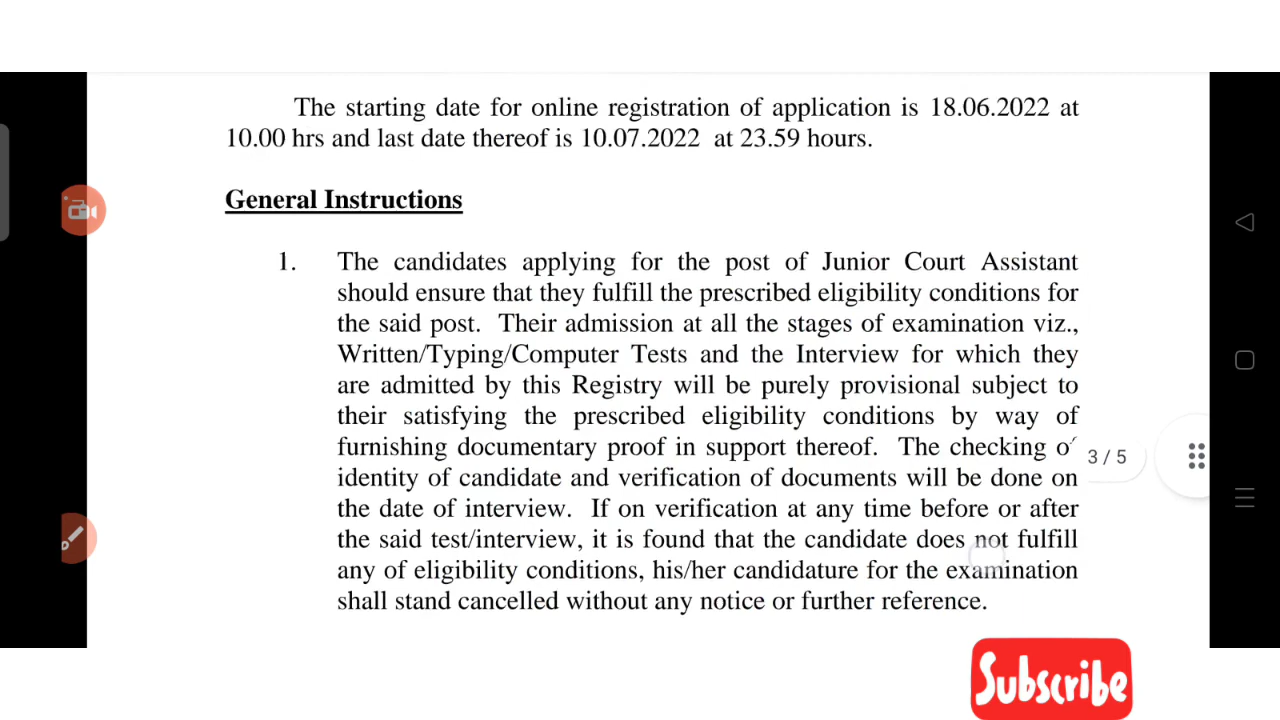 The starting date for online registration of application is 18.06.2022 at
10.00 hrs and last date thereof is 10.07.2022 at 23.59 hours.
General Instructions
1. The candidates applying for the post of Junior Court Assistant
should ensure that they fulfill the prescribed eligibility conditions for
the said post. Their admission at all the stages of examination viz.,
Written/Typing/Computer Tests and the Interview for which they
are admitted by this Registry will be purely provisional subject to
their satisfying the prescribed eligibility conditions by way of
furnishing documentary proof in support thereof. The checking of
3 / 5
identity of candidate and verification of documents will be done on
the date of interview. If on verification at any time before or after
the said test/interview, it is found that the candidate does not fulfill
any of eligibility conditions, his/her candidature for the examination
shall stand cancelled without any notice or further reference.
Subscribe